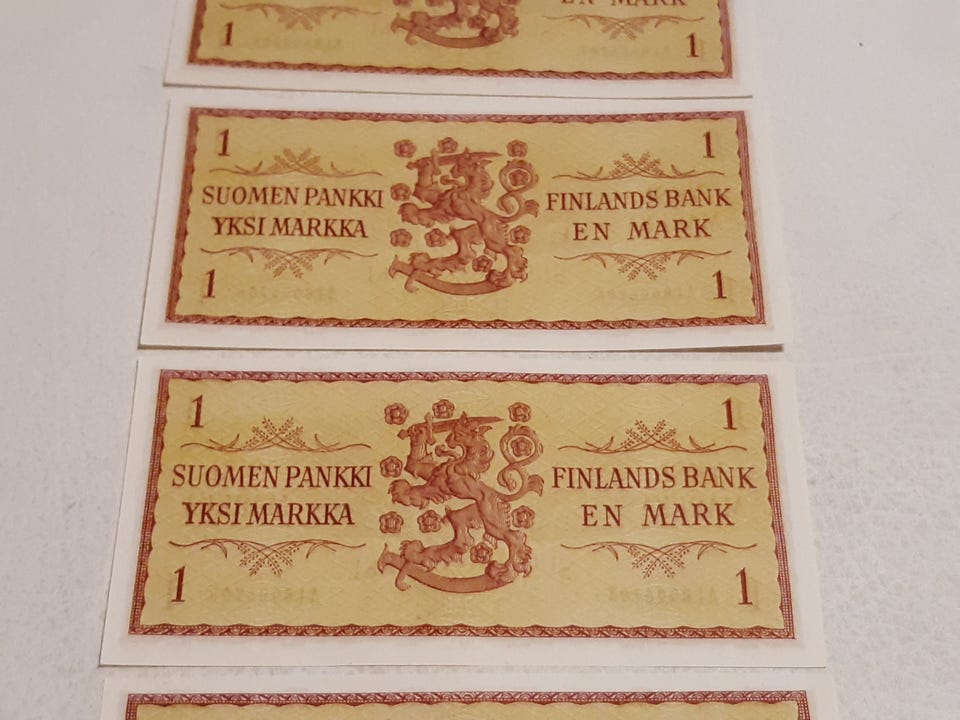 EN MARK
1 1
1 1
SUOMEN PANKKI FINLANDS BANK
YKSI MARKKA EN MARK
1 1
1 1
SUOMEN PANKKI FINLANDS BANK
YKSI MARKKA EN MARK
1 1